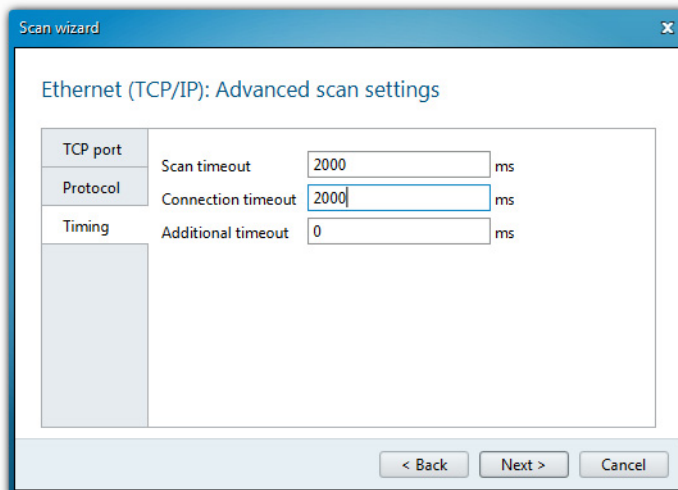 Scan wizard
Ethernet (TCP/IP): Advanced scan settings
TCP port
Protocol
Timing
Scan timeout 2000 ms
Connection timeout 2000 ms
Additional timeout 0 ms
< Back Next > Cancel